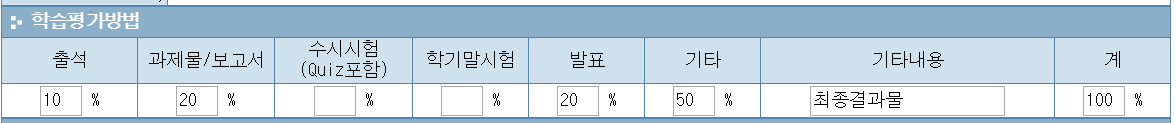 학습평가방법
출석 과제물/보고서 수시시험 (Quiz포함) 학기말시험 발표 기타 기타내용 계
10 % 20 % % % 20 % 50 % 최종결과물 100 %